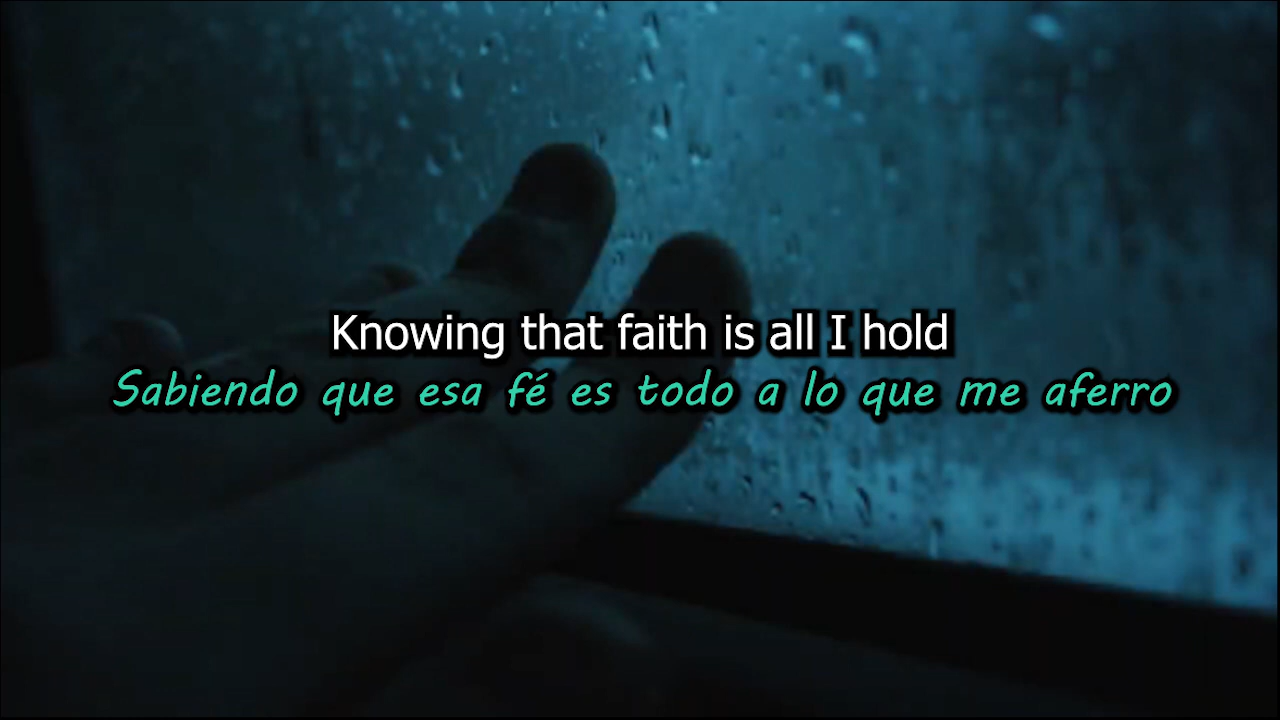 Knowing that faith is all I hold
Sabiendo que esa fé es todo a lo que me aferro